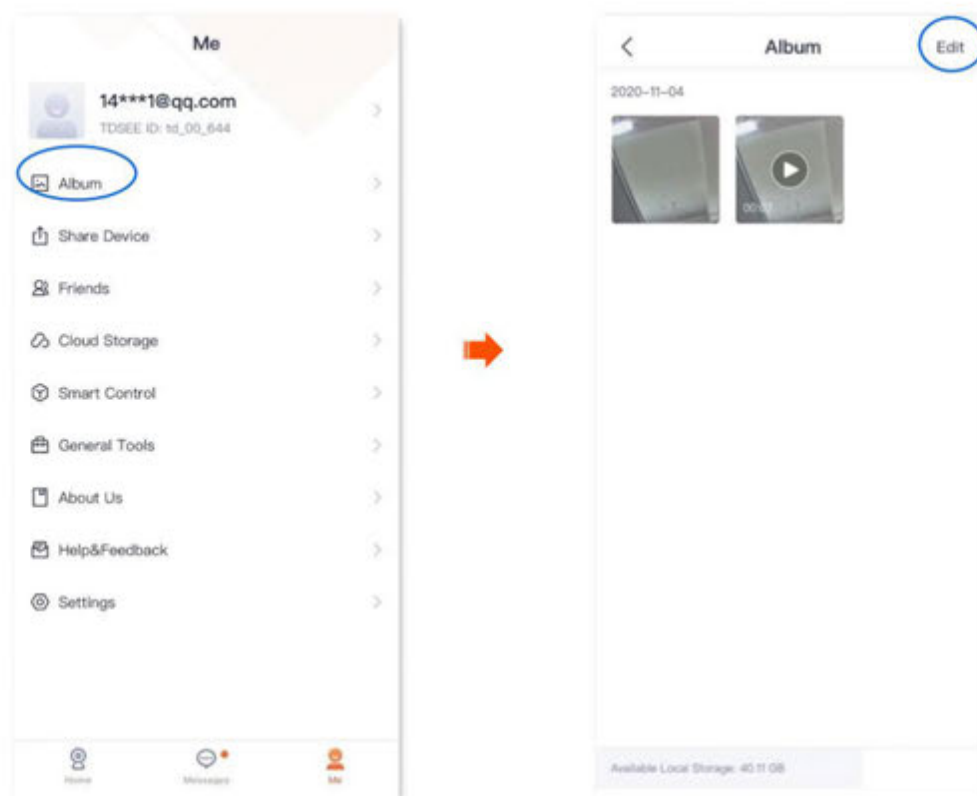 Me
14***1@qq.com
TDSEE ID: td_00_644
Album
Share Device
Friends
Cloud Storage
Smart Control
General Tools
About Us
Help&Feedback
Settings
Home
Messages
Me
Album
Edit
2020-11-04
Available Local Storage: 40.11 GB